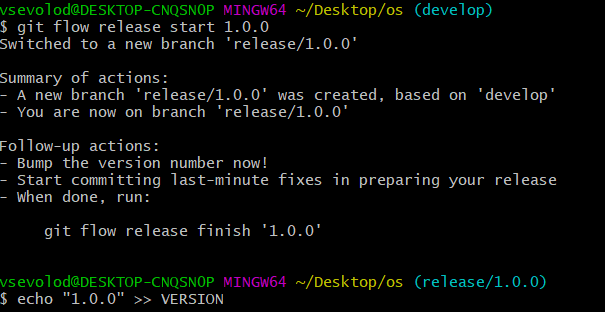 vsevolod@DESKTOP-CNQSN0P MINGW64 ~/Desktop/os (develop)
$ git flow release start 1.0.0
Switched to a new branch 'release/1.0.0'

Summary of actions:
- A new branch 'release/1.0.0' was created, based on 'develop'
- You are now on branch 'release/1.0.0'

Follow-up actions:
- Bump the version number now!
- Start committing last-minute fixes in preparing your release
- When done, run:

     git flow release finish '1.0.0'

vsevolod@DESKTOP-CNQSN0P MINGW64 ~/Desktop/os (release/1.0.0)
$ echo "1.0.0" >> VERSION